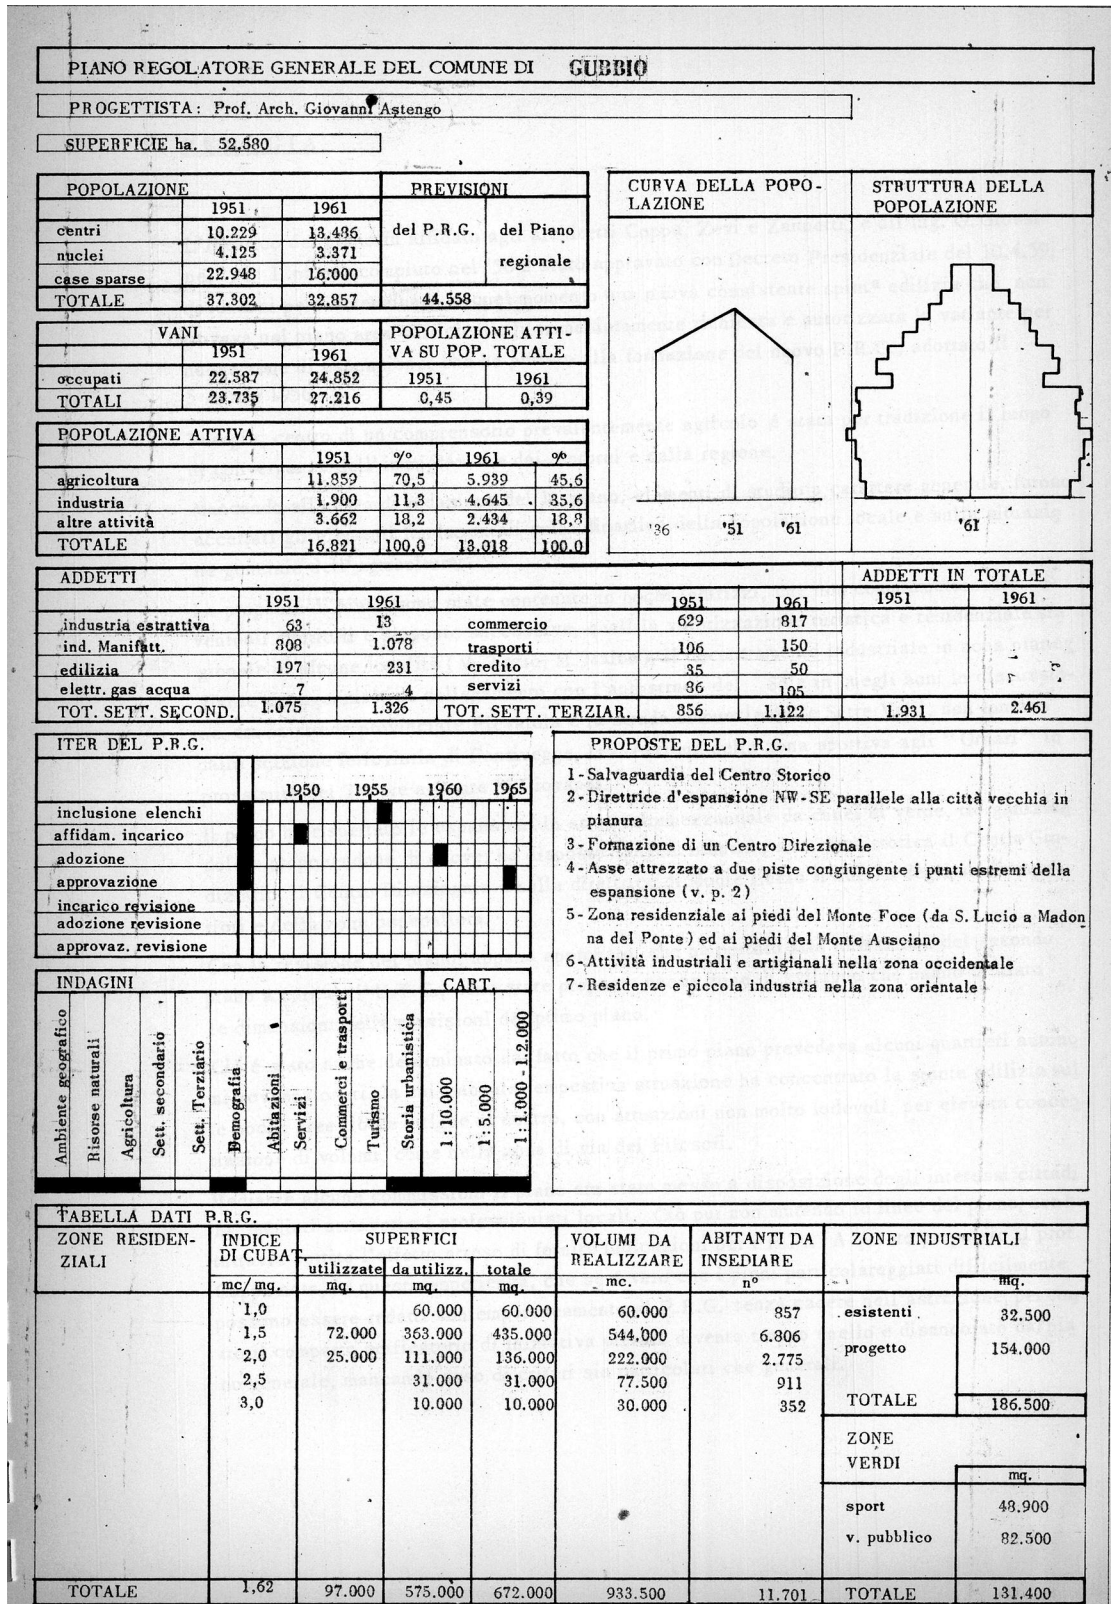 PIANO REGOLATORE GENERALE DEL COMUNE DI GUBBIO
PROGETTISTA: Prof. Arch. Giovanni Astengo
SUPERFICIE ha. 52,580
POPOLAZIONE PREVISIONI
1951 1961
centri 10.229 13.486 del P.R.G. del Piano
nuclei 4.125 3.371 regionale
case sparse 22.948 16.000
TOTALE 37.302 32.857 44.558
VANI POPOLAZIONE ATTI-
1951 1961 VA SU POP. TOTALE
occupati 22.587 24.852 1951 1961
TOTALI 23.735 27.216 0,45 0,39
POPOLAZIONE ATTIVA
1951 % 1961 %
agricoltura 11.859 70,5 5.939 45,6
industria 1.900 11,3 4.645 35,6
altre attività 3.662 18,2 2.434 18,8
TOTALE 16.821 100.0 13.018 100.0
CURVA DELLA POPO-
LAZIONE
'36 '51 '61
STRUTTURA DELLA
POPOLAZIONE
'61
ADDETTI ADDETTI IN TOTALE
1951 1961 1951 1961 1951 1961
industria estrattiva 63 13 commercio 629 817
ind. Manifatt. 808 1.078 trasporti 106 150
edilizia 197 231 credito 35 50
elettr. gas acqua 7 4 servizi 86 105
TOT. SETT. SECOND. 1.075 1.326 TOT. SETT. TERZIAR. 856 1.122 1.931 2.461
ITER DEL P.R.G.
1950 1955 1960 1965
inclusione elenchi
affidam. incarico
adozione
approvazione
incarico revisione
adozione revisione
approvaz. revisione
PROPOSTE DEL P.R.G.
1-Salvaguardia del Centro Storico
2-Direttrice d'espansione NW-SE parallele alla città vecchia in
pianura
3-Formazione di un Centro Direzionale
4-Asse attrezzato a due piste congiungente i punti estremi della
espansione (v. p. 2)
5-Zona residenziale ai piedi del Monte Foce (da S. Lucio a Madon
na del Ponte) ed ai piedi del Monte Ausciano
6-Attività industriali e artigianali nella zona occidentale
7-Residenze e piccola industria nella zona orientale
INDAGINI CART.
Ambiente geografico
Risorse naturali
Agricoltura
Sett. secondario
Sett. Terziario
Demografia
Abitazioni
Servizi
Commerci e trasporti
Turismo
Storia urbanistica
1:10.000
1:5.000
1:1.000-1.2.000
TABELLA DATI P.R.G.
ZONE RESIDEN-
ZIALI
INDICE
DI CUBAT.
SUPERFICI
VOLUMI DA
REALIZZARE
ABITANTI DA
INSEDIARE
ZONE INDUSTRIALI
utilizzate da utilizz. totale
mc/mq. mq. mq. mq. mc. n° mq.
1,0 60.000 60.000 60.000 857 esistenti 32.500
1,5 72.000 363.000 435.000 544.000 6.806
2,0 25.000 111.000 136.000 222.000 2.775 progetto 154.000
2,5 31.000 31.000 77.500 911
3,0 10.000 10.000 30.000 352 TOTALE 186.500
ZONE
VERDI
mq.
sport 48.900
v. pubblico 82.500
TOTALE 1,62 97.000 575.000 672.000 933.500 11.701 TOTALE 131.400